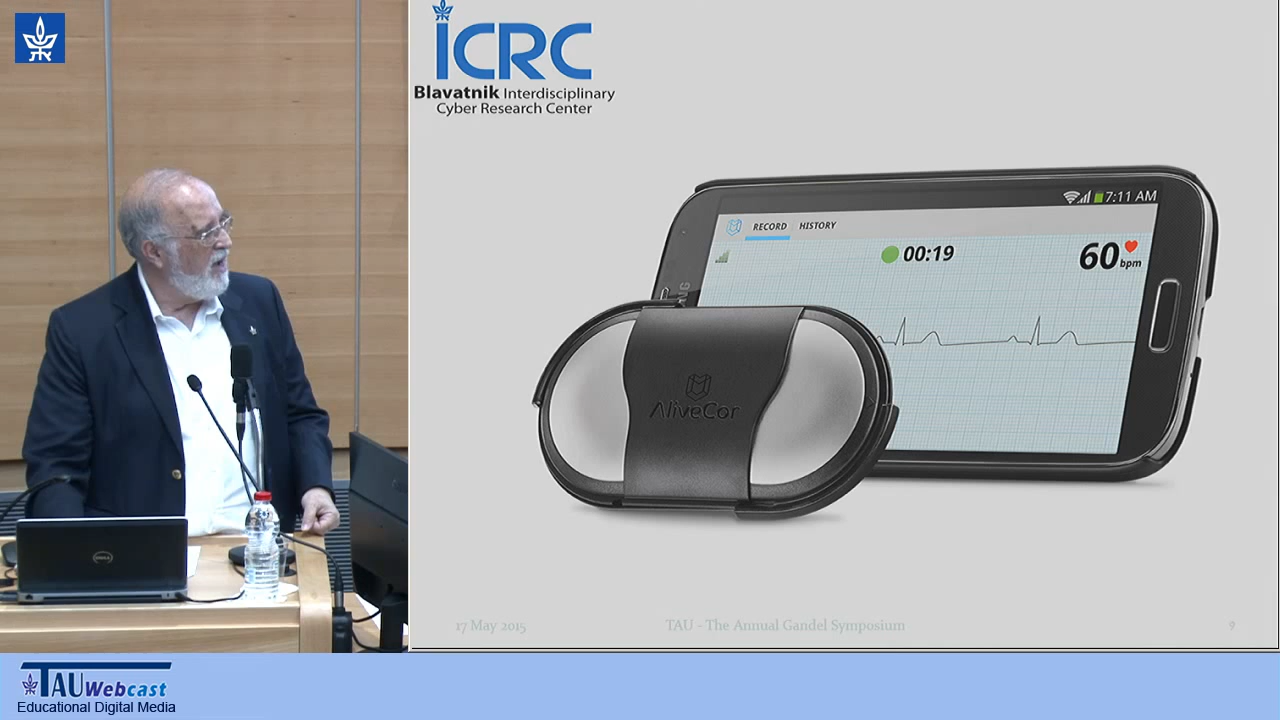 iCRC
Blavatnik Interdisciplinary
Cyber Research Center
7:11 AM
RECORD HISTORY
00:19
60
bpm
AliveCor
DELL
17 May 2015
TAU - The Annual Gandel Symposium
9
TAUWebcast
Educational Digital Media